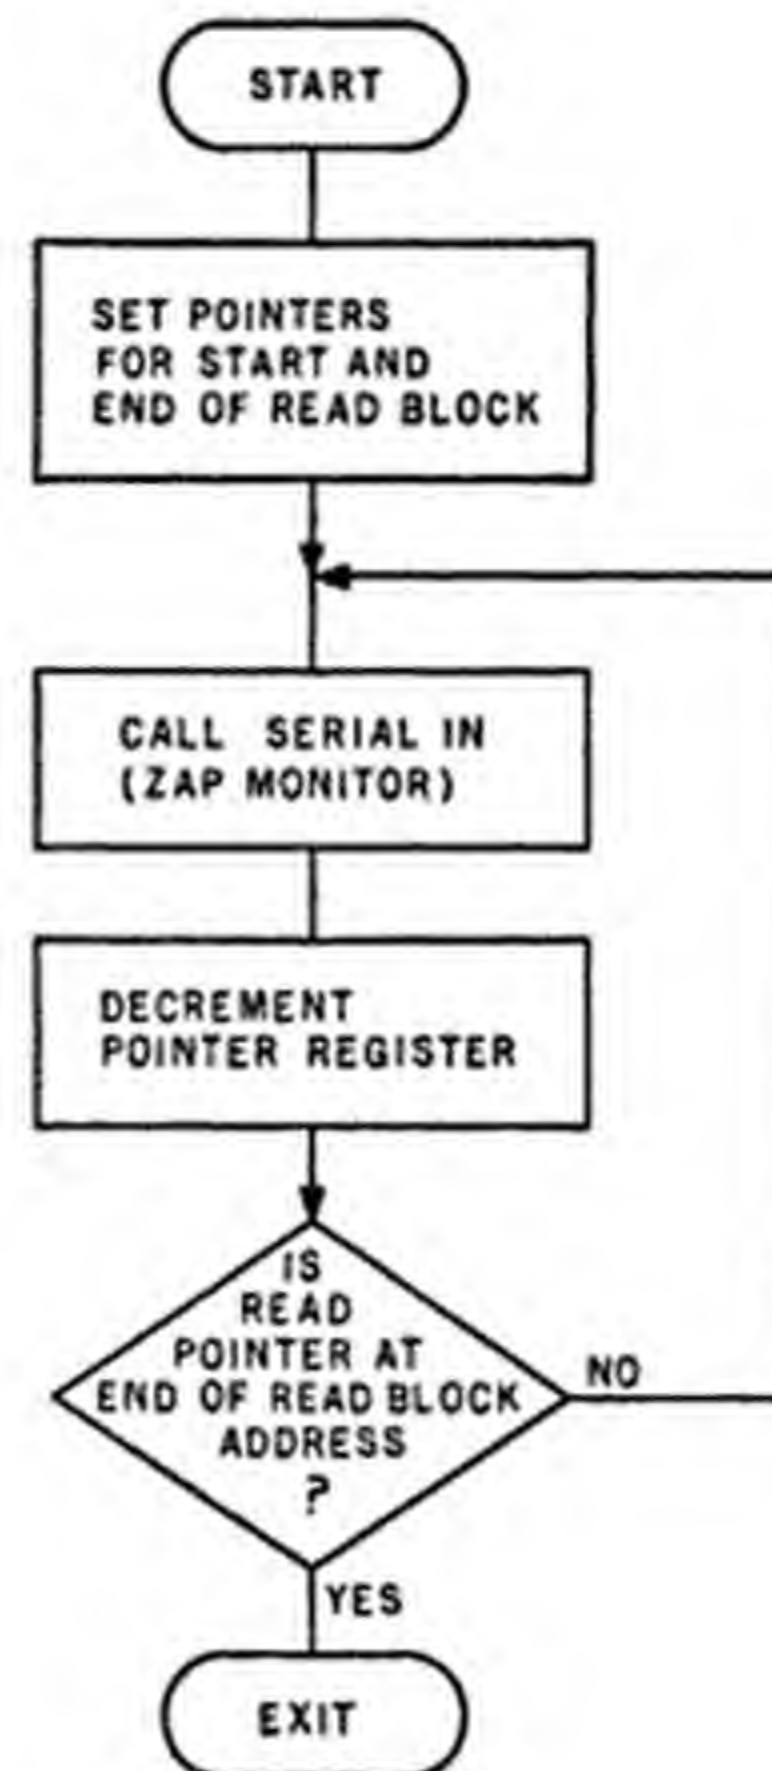 START
SET POINTERS
FOR START AND
END OF READ BLOCK
CALL SERIAL IN
(ZAP MONITOR)
DECREMENT
POINTER REGISTER
IS
READ
POINTER AT
END OF READ BLOCK
ADDRESS
?
NO
YES
EXIT